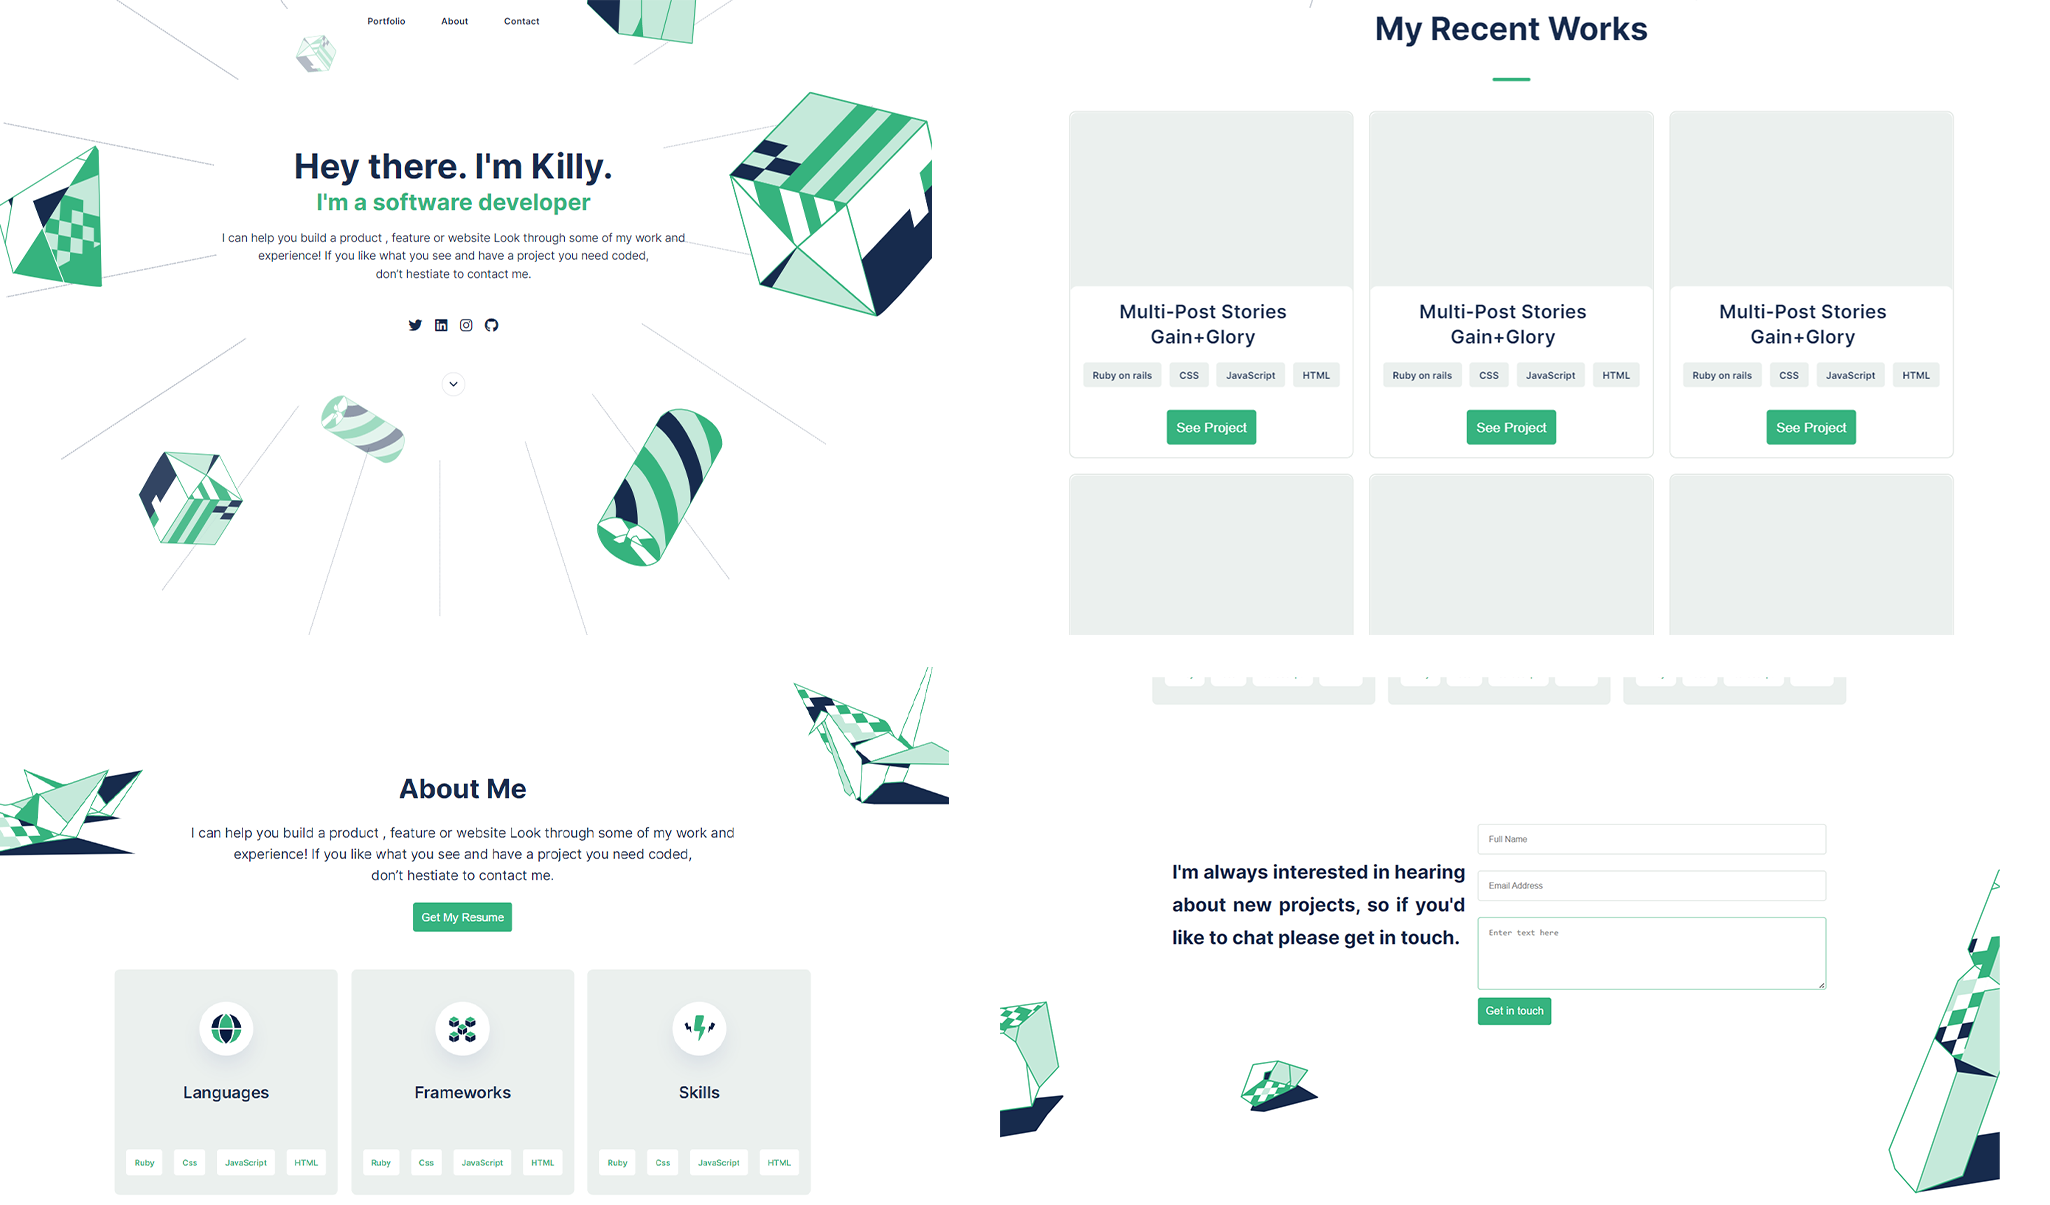 Portfolio About Contact
Hey there. I'm Killy.
I'm a software developer
I can help you build a product , feature or website Look through some of my work and
experience! If you like what you see and have a project you need coded,
don't hestiate to contact me.
My Recent Works
Multi-Post Stories
Gain+Glory
Ruby on rails CSS JavaScript HTML
See Project
Multi-Post Stories
Gain+Glory
Ruby on rails CSS JavaScript HTML
See Project
Multi-Post Stories
Gain+Glory
Ruby on rails CSS JavaScript HTML
See Project
About Me
I can help you build a product , feature or website Look through some of my work and
experience! If you like what you see and have a project you need coded,
don't hestiate to contact me.
Get My Resume
Languages
Ruby Css JavaScript HTML
Frameworks
Ruby Css JavaScript HTML
Skills
Ruby Css JavaScript HTML
I'm always interested in hearing
about new projects, so if you'd
like to chat please get in touch.
Full Name
Email Address
Enter text here
Get in touch